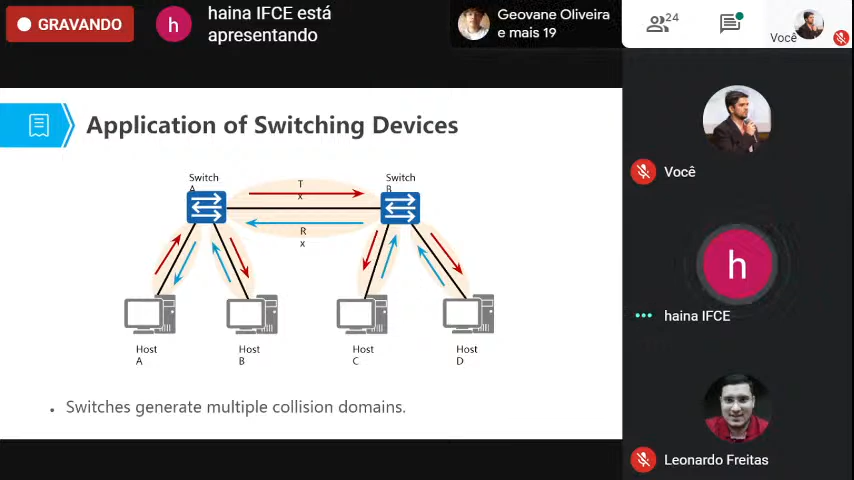 GRAVANDO
h
haina IFCE está
apresentando
Geovane Oliveira
e mais 19
24
Você
Application of Switching Devices
Switch
A
Switch
B
T
x
R
x
Host
A
Host
B
Host
C
Host
D
• Switches generate multiple collision domains.
Você
h
haina IFCE
Leonardo Freitas